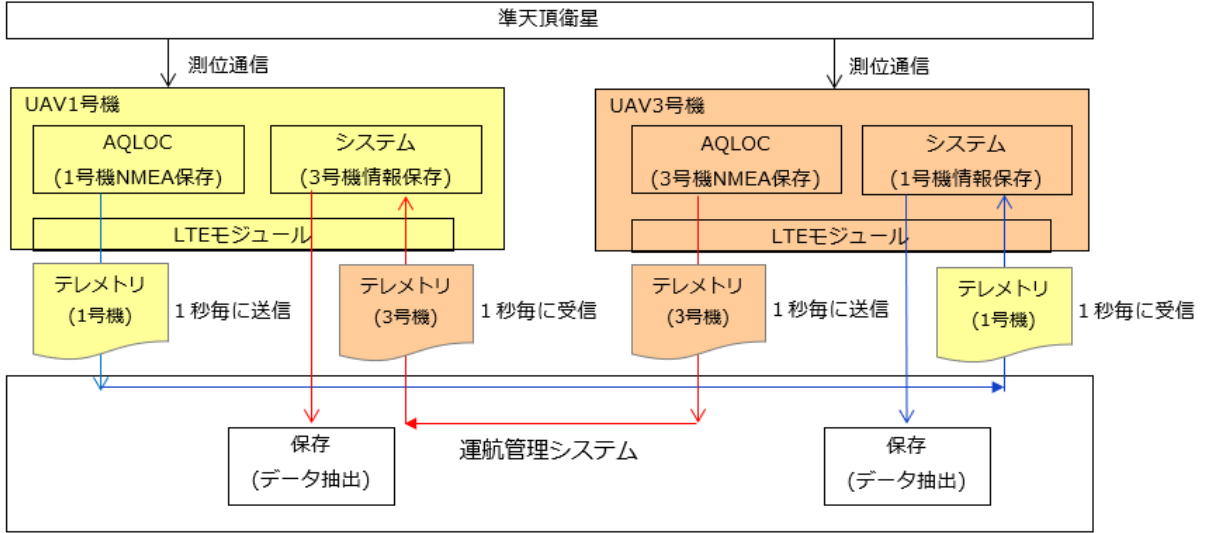 準天頂衛星
測位通信
測位通信
UAV1号機
AQLOC
(1号機NMEA保存)
システム
(3号機情報保存)
LTEモジュール
UAV3号機
AQLOC
(3号機NMEA保存)
システム
(1号機情報保存)
LTEモジュール
テレメトリ
(1号機)
１秒毎に送信
テレメトリ
(3号機)
１秒毎に受信
テレメトリ
(3号機)
１秒毎に送信
テレメトリ
(1号機)
１秒毎に受信
保存
(データ抽出)
運航管理システム
保存
(データ抽出)